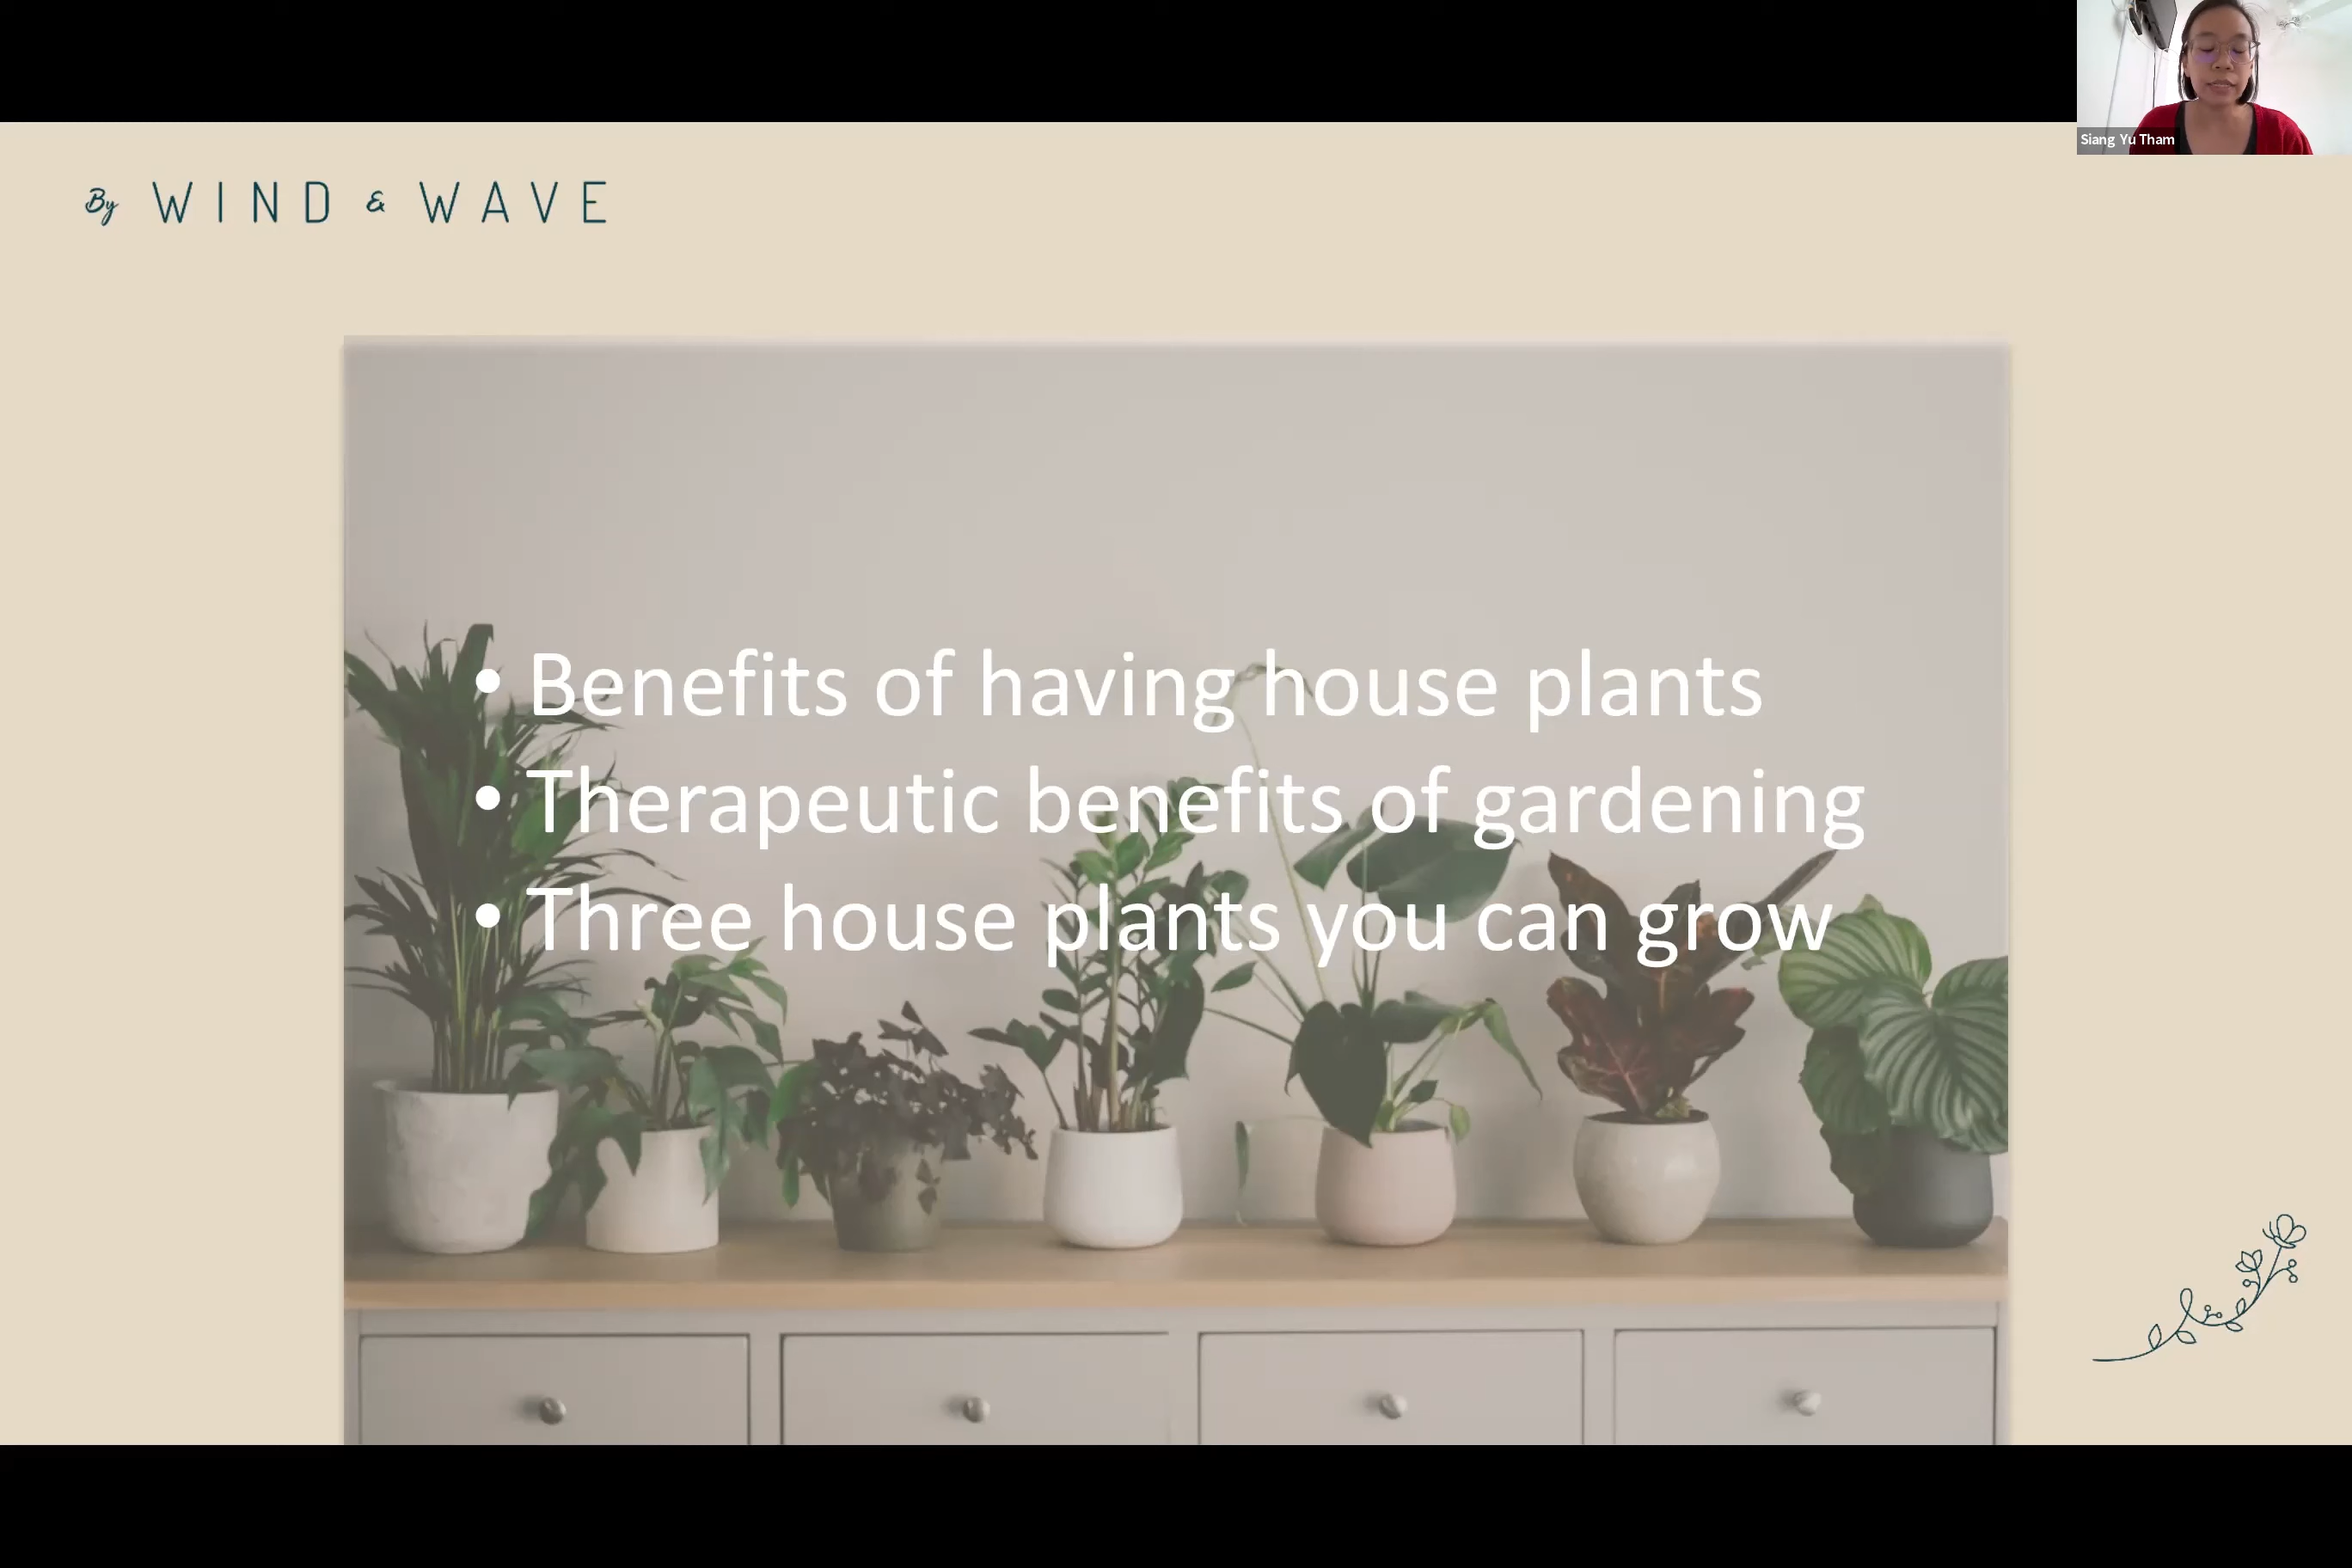 Siang Yu Tham
By WIND & WAVE
• Benefits of having house plants
• Therapeutic benefits of gardening
• Three house plants you can grow